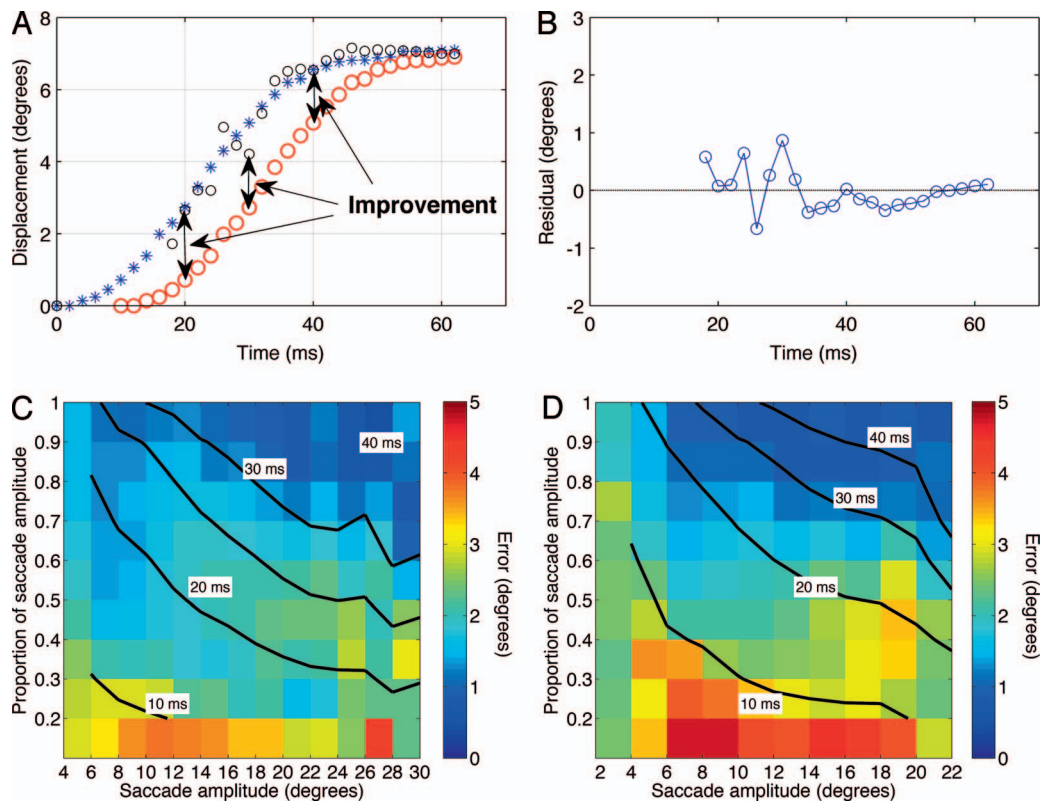 A
B
8
6
4
2
0
Displacement (degrees)
Improvement
0
20
40
60
Time (ms)
3
2
1
0
-1
-2
Residual (degrees)
0
20
40
60
Time (ms)
C
D
1
0.9
0.8
0.7
0.6
0.5
0.4
0.3
0.2
Proportion of saccade amplitude
40 ms
30 ms
20 ms
10 ms
4 6 8 10 12 14 16 18 20 22 24 26 28 30
Saccade amplitude (degrees)
5
4
3
2
1
0
Error (degrees)
1
0.9
0.8
0.7
0.6
0.5
0.4
0.3
0.2
Proportion of saccade amplitude
40 ms
30 ms
20 ms
10 ms
2 4 6 8 10 12 14 16 18 20 22
Saccade amplitude (degrees)
5
4
3
2
1
0
Error (degrees)